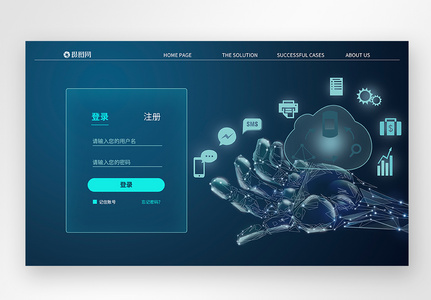 摄图网 HOME PAGE THE SOLUTION SUCCESSFUL CASES ABOUT US
登录 注册
请输入您的用户名
请输入您的密码
登录
记住账号 忘记密码?
SMS